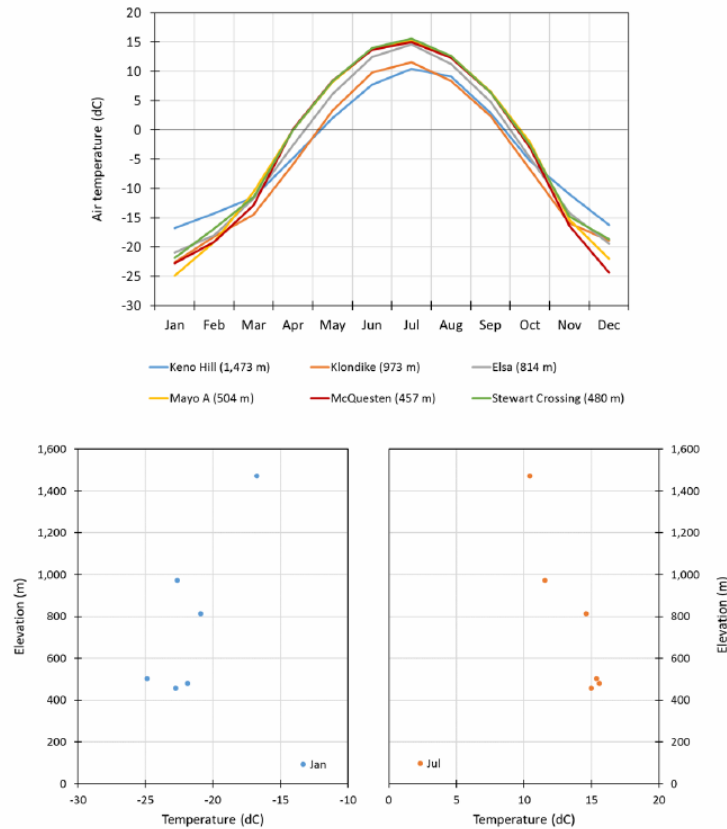 20
15
10
5
0
-5
-10
-15
-20
-25
-30
Air temperature (dC)
Jan Feb Mar Apr May Jun Jul Aug Sep Oct Nov Dec
Keno Hill (1,473 m) Klondike (973 m) Elsa (814 m)
Mayo A (504 m) McQuesten (457 m) Stewart Crossing (480 m)
1,600
1,400
1,200
1,000
800
600
400
200
0
Elevation (m)
Jan
-30 -25 -20 -15 -10
Temperature (dC)
Jul
0 5 10 15 20
Temperature (dC)
1,600
1,400
1,200
1,000
800
600
400
200
0
Elevation (m)